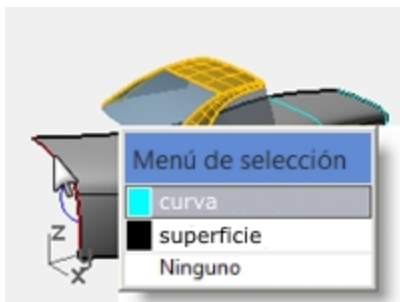 Menú de selección
curva
superficie
Ninguno
z
y
x